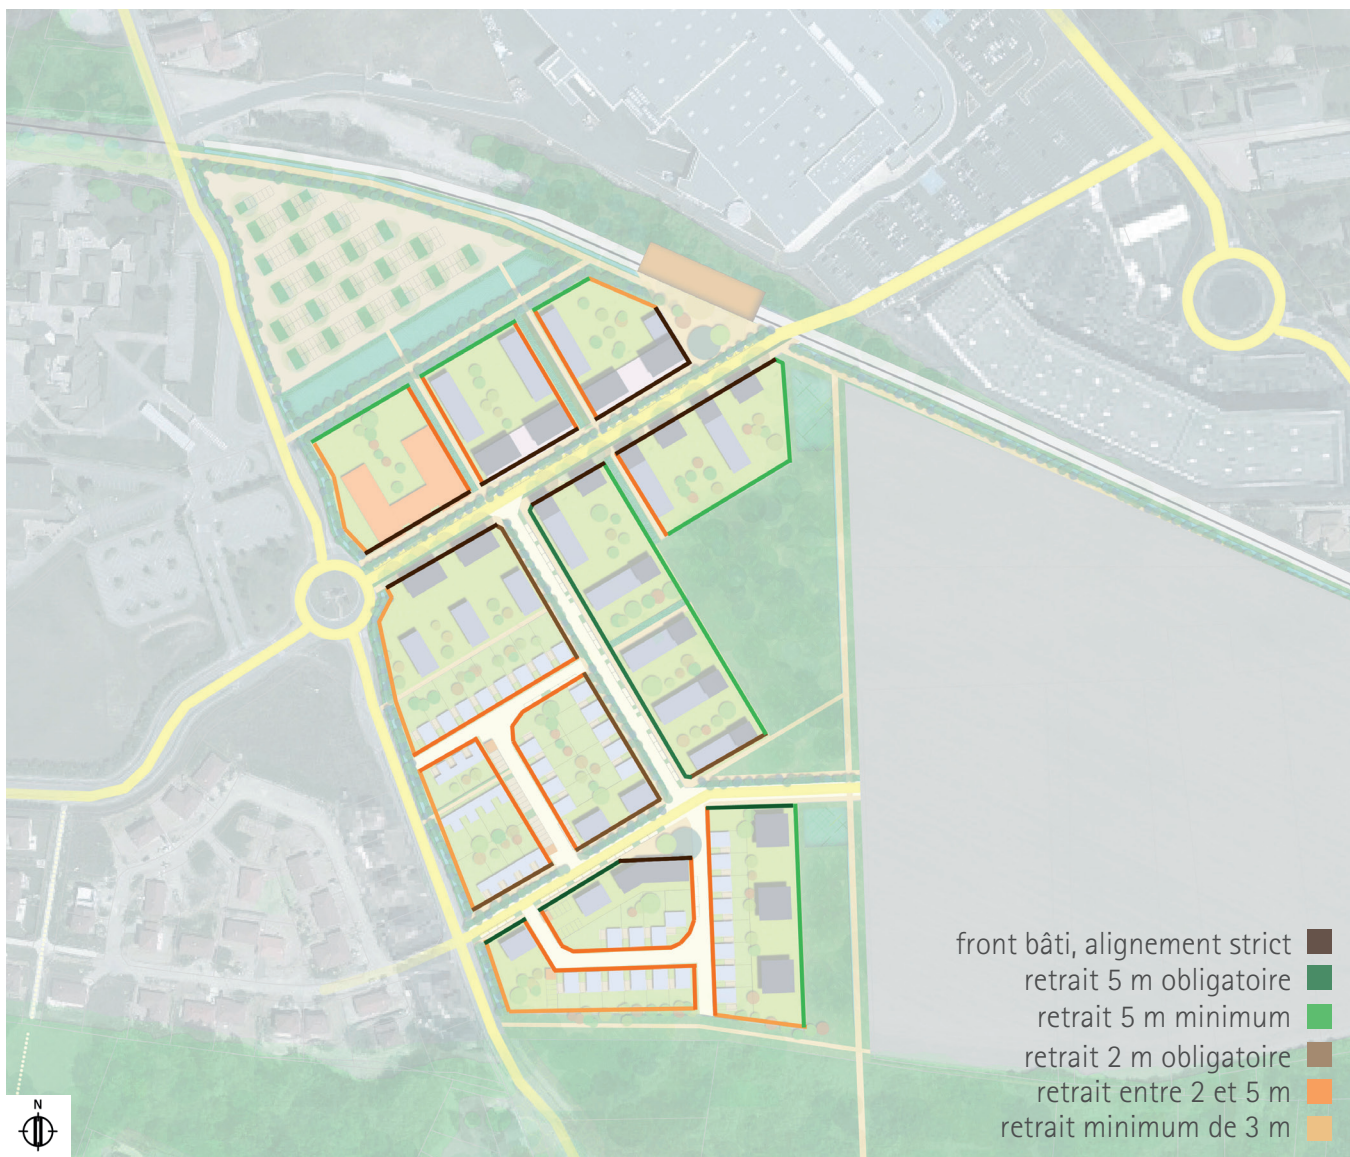 front bâti, alignement strict
retrait 5 m obligatoire
retrait 5 m minimum
retrait 2 m obligatoire
retrait entre 2 et 5 m
retrait minimum de 3 m
N